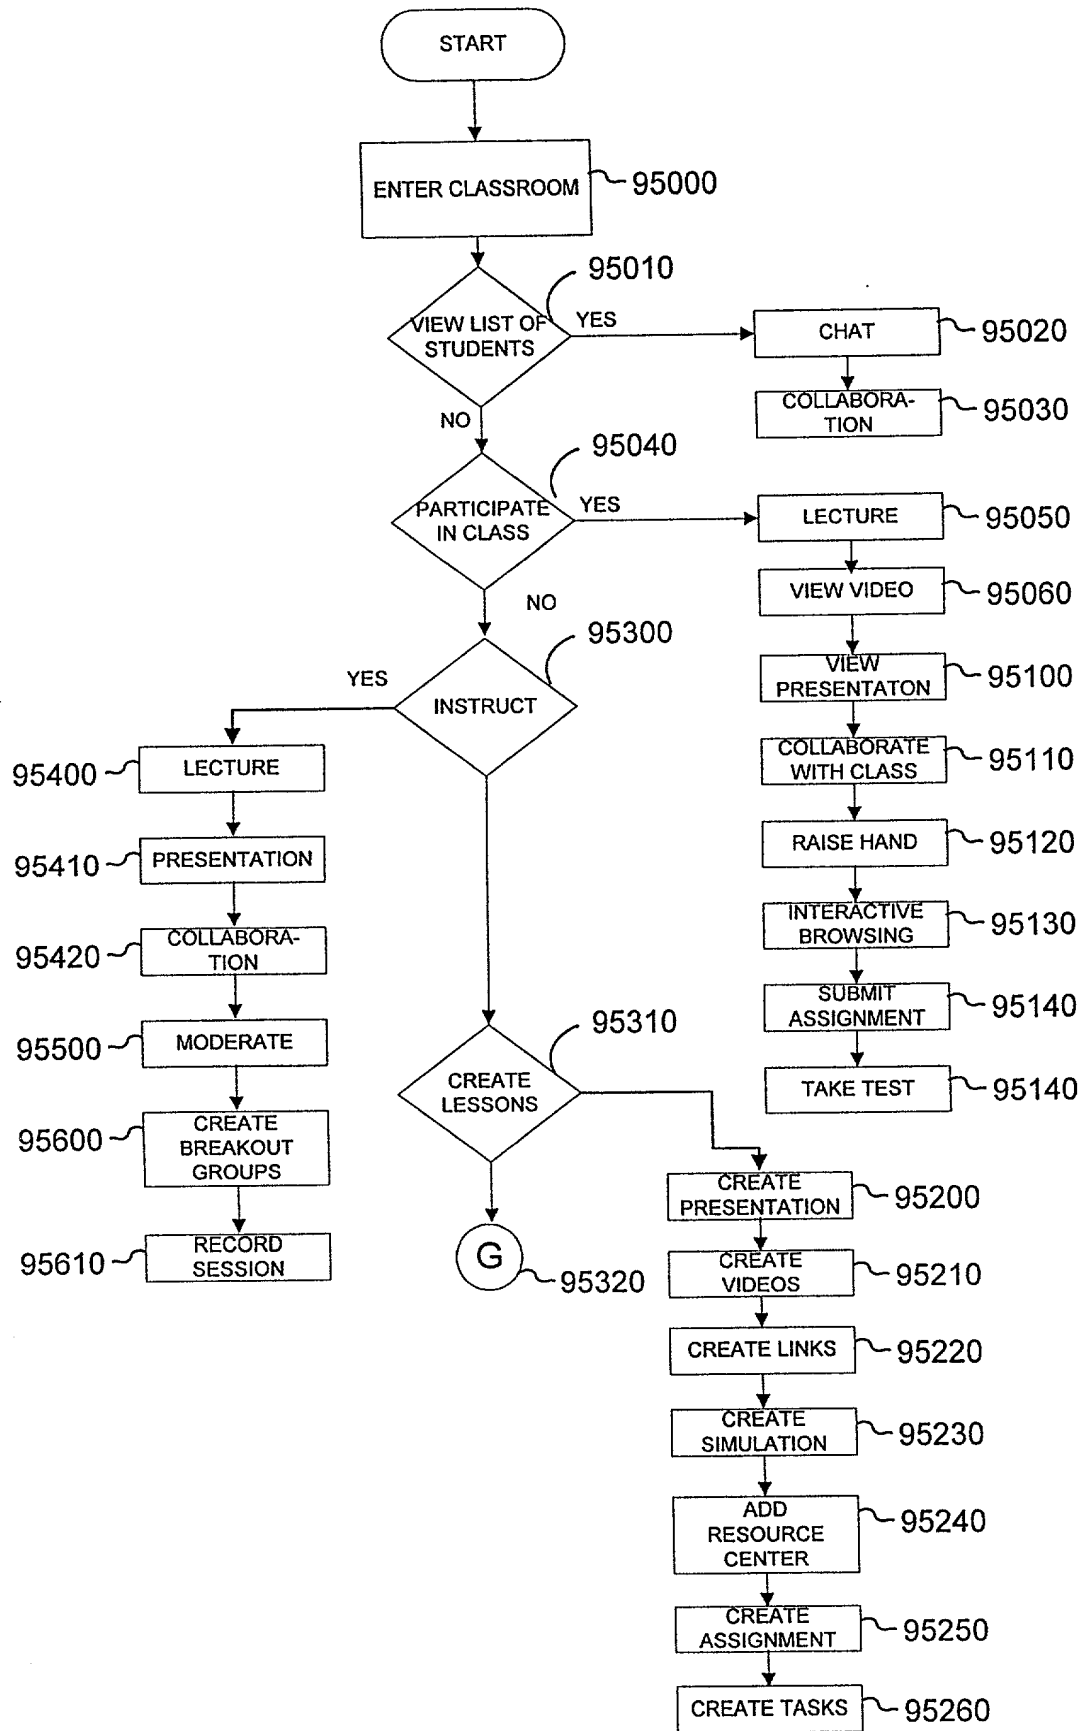 START
ENTER CLASSROOM
95000
95010
VIEW LIST OF
STUDENTS
YES
CHAT
95020
COLLABORA-
TION
95030
NO
95040
PARTICIPATE
IN CLASS
YES
LECTURE
95050
VIEW VIDEO
95060
VIEW
PRESENTATON
95100
COLLABORATE
WITH CLASS
95110
RAISE HAND
95120
INTERACTIVE
BROWSING
95130
SUBMIT
ASSIGNMENT
95140
TAKE TEST
95140
NO
95300
INSTRUCT
YES
95400
LECTURE
95410
PRESENTATION
95420
COLLABORA-
TION
95500
MODERATE
95600
CREATE
BREAKOUT
GROUPS
95610
RECORD
SESSION
95310
CREATE
LESSONS
G
95320
CREATE
PRESENTATION
95200
CREATE
VIDEOS
95210
CREATE LINKS
95220
CREATE
SIMULATION
95230
ADD
RESOURCE
CENTER
95240
CREATE
ASSIGNMENT
95250
CREATE TASKS
95260